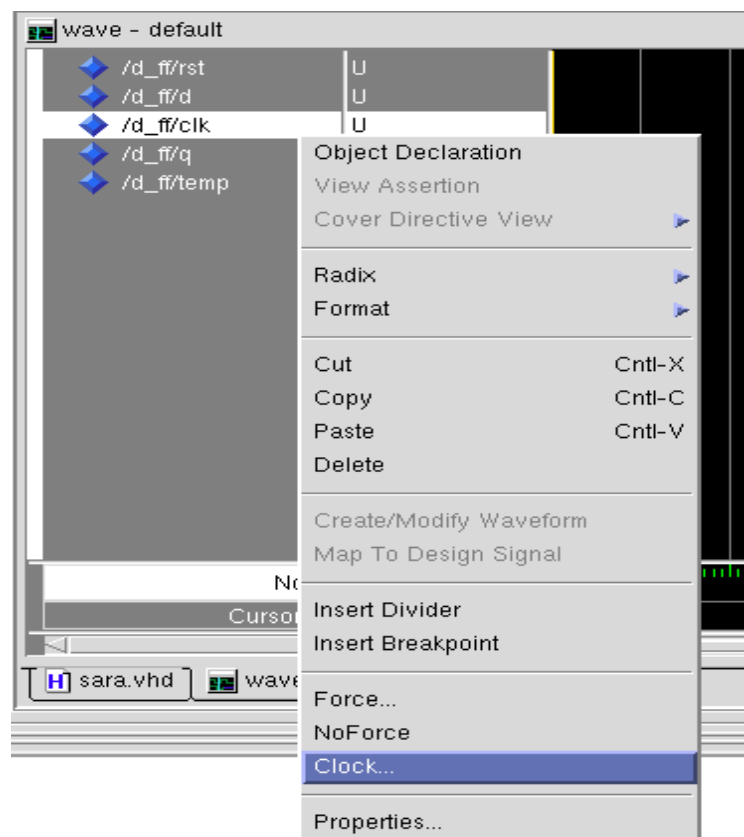 wave - default
/d_ff/rst U
/d_ff/d U
/d_ff/clk U
/d_ff/q
/d_ff/temp
Object Declaration
View Assertion
Cover Directive View
Radix
Format
Cut Cntl-X
Copy Cntl-C
Paste Cntl-V
Delete
Create/Modify Waveform
Map To Design Signal
Insert Divider
Insert Breakpoint
Force...
NoForce
Clock...
Properties...
No
Cursor
H sara.vhd wave